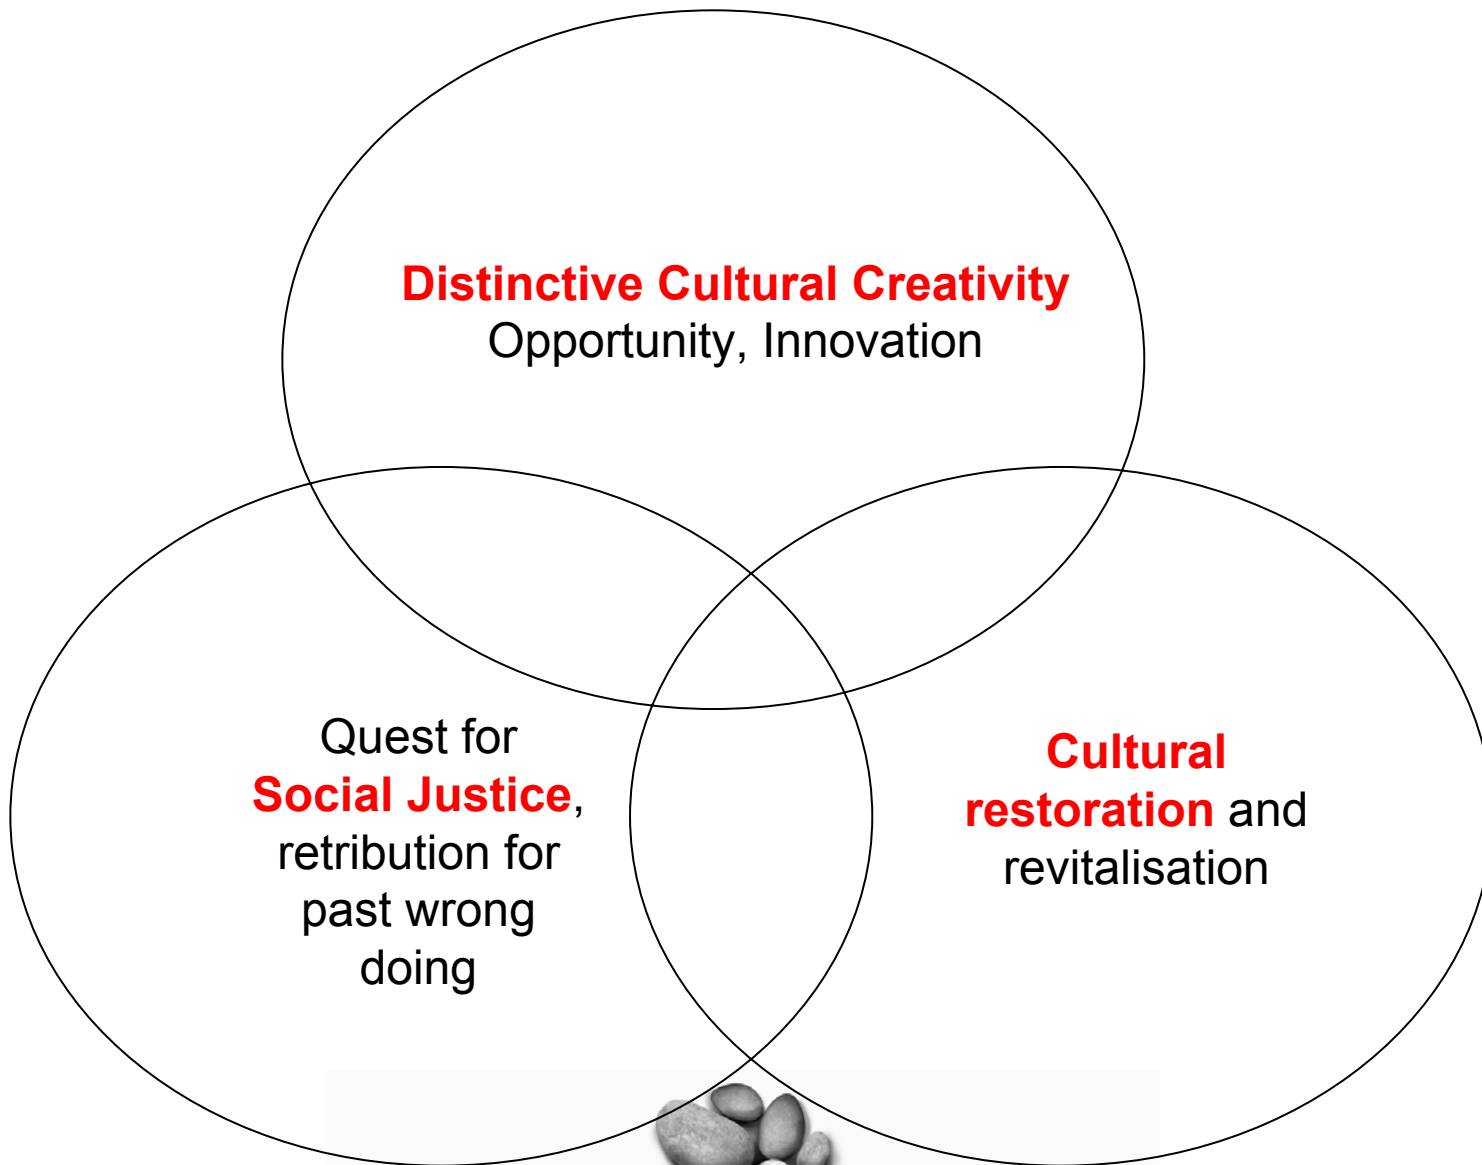 Distinctive Cultural Creativity
Opportunity, Innovation
Quest for
Social Justice,
retribution for
past wrong
doing
Cultural
restoration and
revitalisation